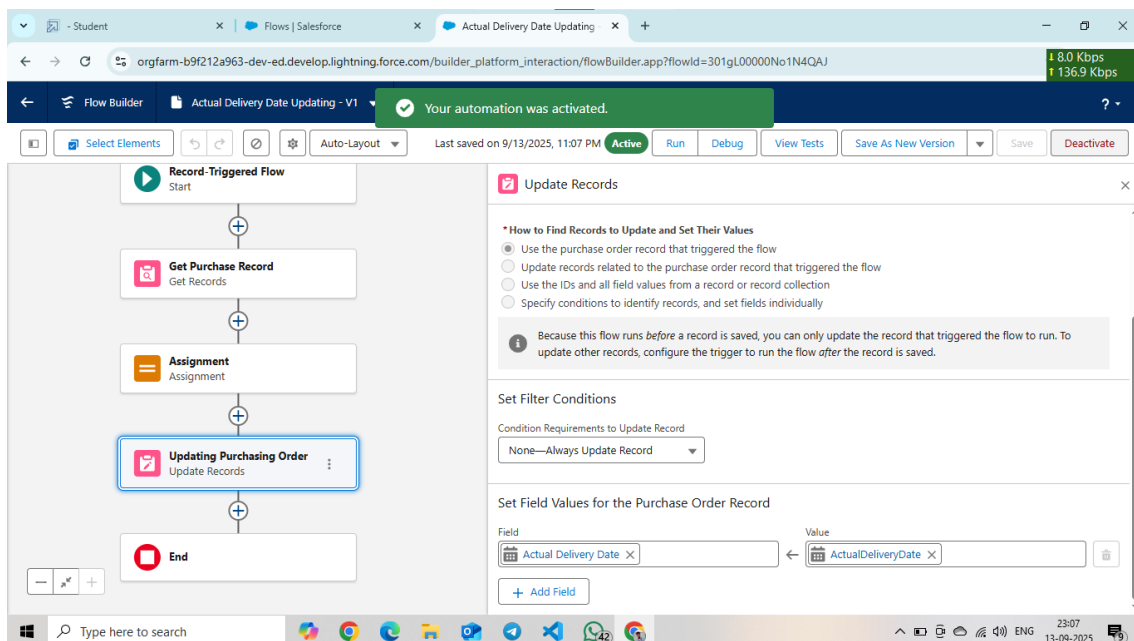 - Student
Flows | Salesforce
Actual Delivery Date Updating
orgfarm-b9f212a963-dev-ed.develop.lightning.force.com/builder_platform_interaction/flowBuilder.app?flowId=301gL00000No1N4QAJ
8.0 Kbps
136.9 Kbps
Flow Builder
Actual Delivery Date Updating - V1
Your automation was activated.
?
Select Elements
Auto-Layout
Last saved on 9/13/2025, 11:07 PM
Active
Run
Debug
View Tests
Save As New Version
Save
Deactivate
Record-Triggered Flow
Start
Get Purchase Record
Get Records
Assignment
Assignment
Updating Purchasing Order
Update Records
End
Update Records
* How to Find Records to Update and Set Their Values
Use the purchase order record that triggered the flow
Update records related to the purchase order record that triggered the flow
Use the IDs and all field values from a record or record collection
Specify conditions to identify records, and set fields individually
Because this flow runs before a record is saved, you can only update the record that triggered the flow to run. To
update other records, configure the trigger to run the flow after the record is saved.
Set Filter Conditions
Condition Requirements to Update Record
None—Always Update Record
Set Field Values for the Purchase Order Record
Field
Value
Actual Delivery Date
ActualDeliveryDate
+ Add Field
Type here to search
42
ENG
23:07
13-09-2025